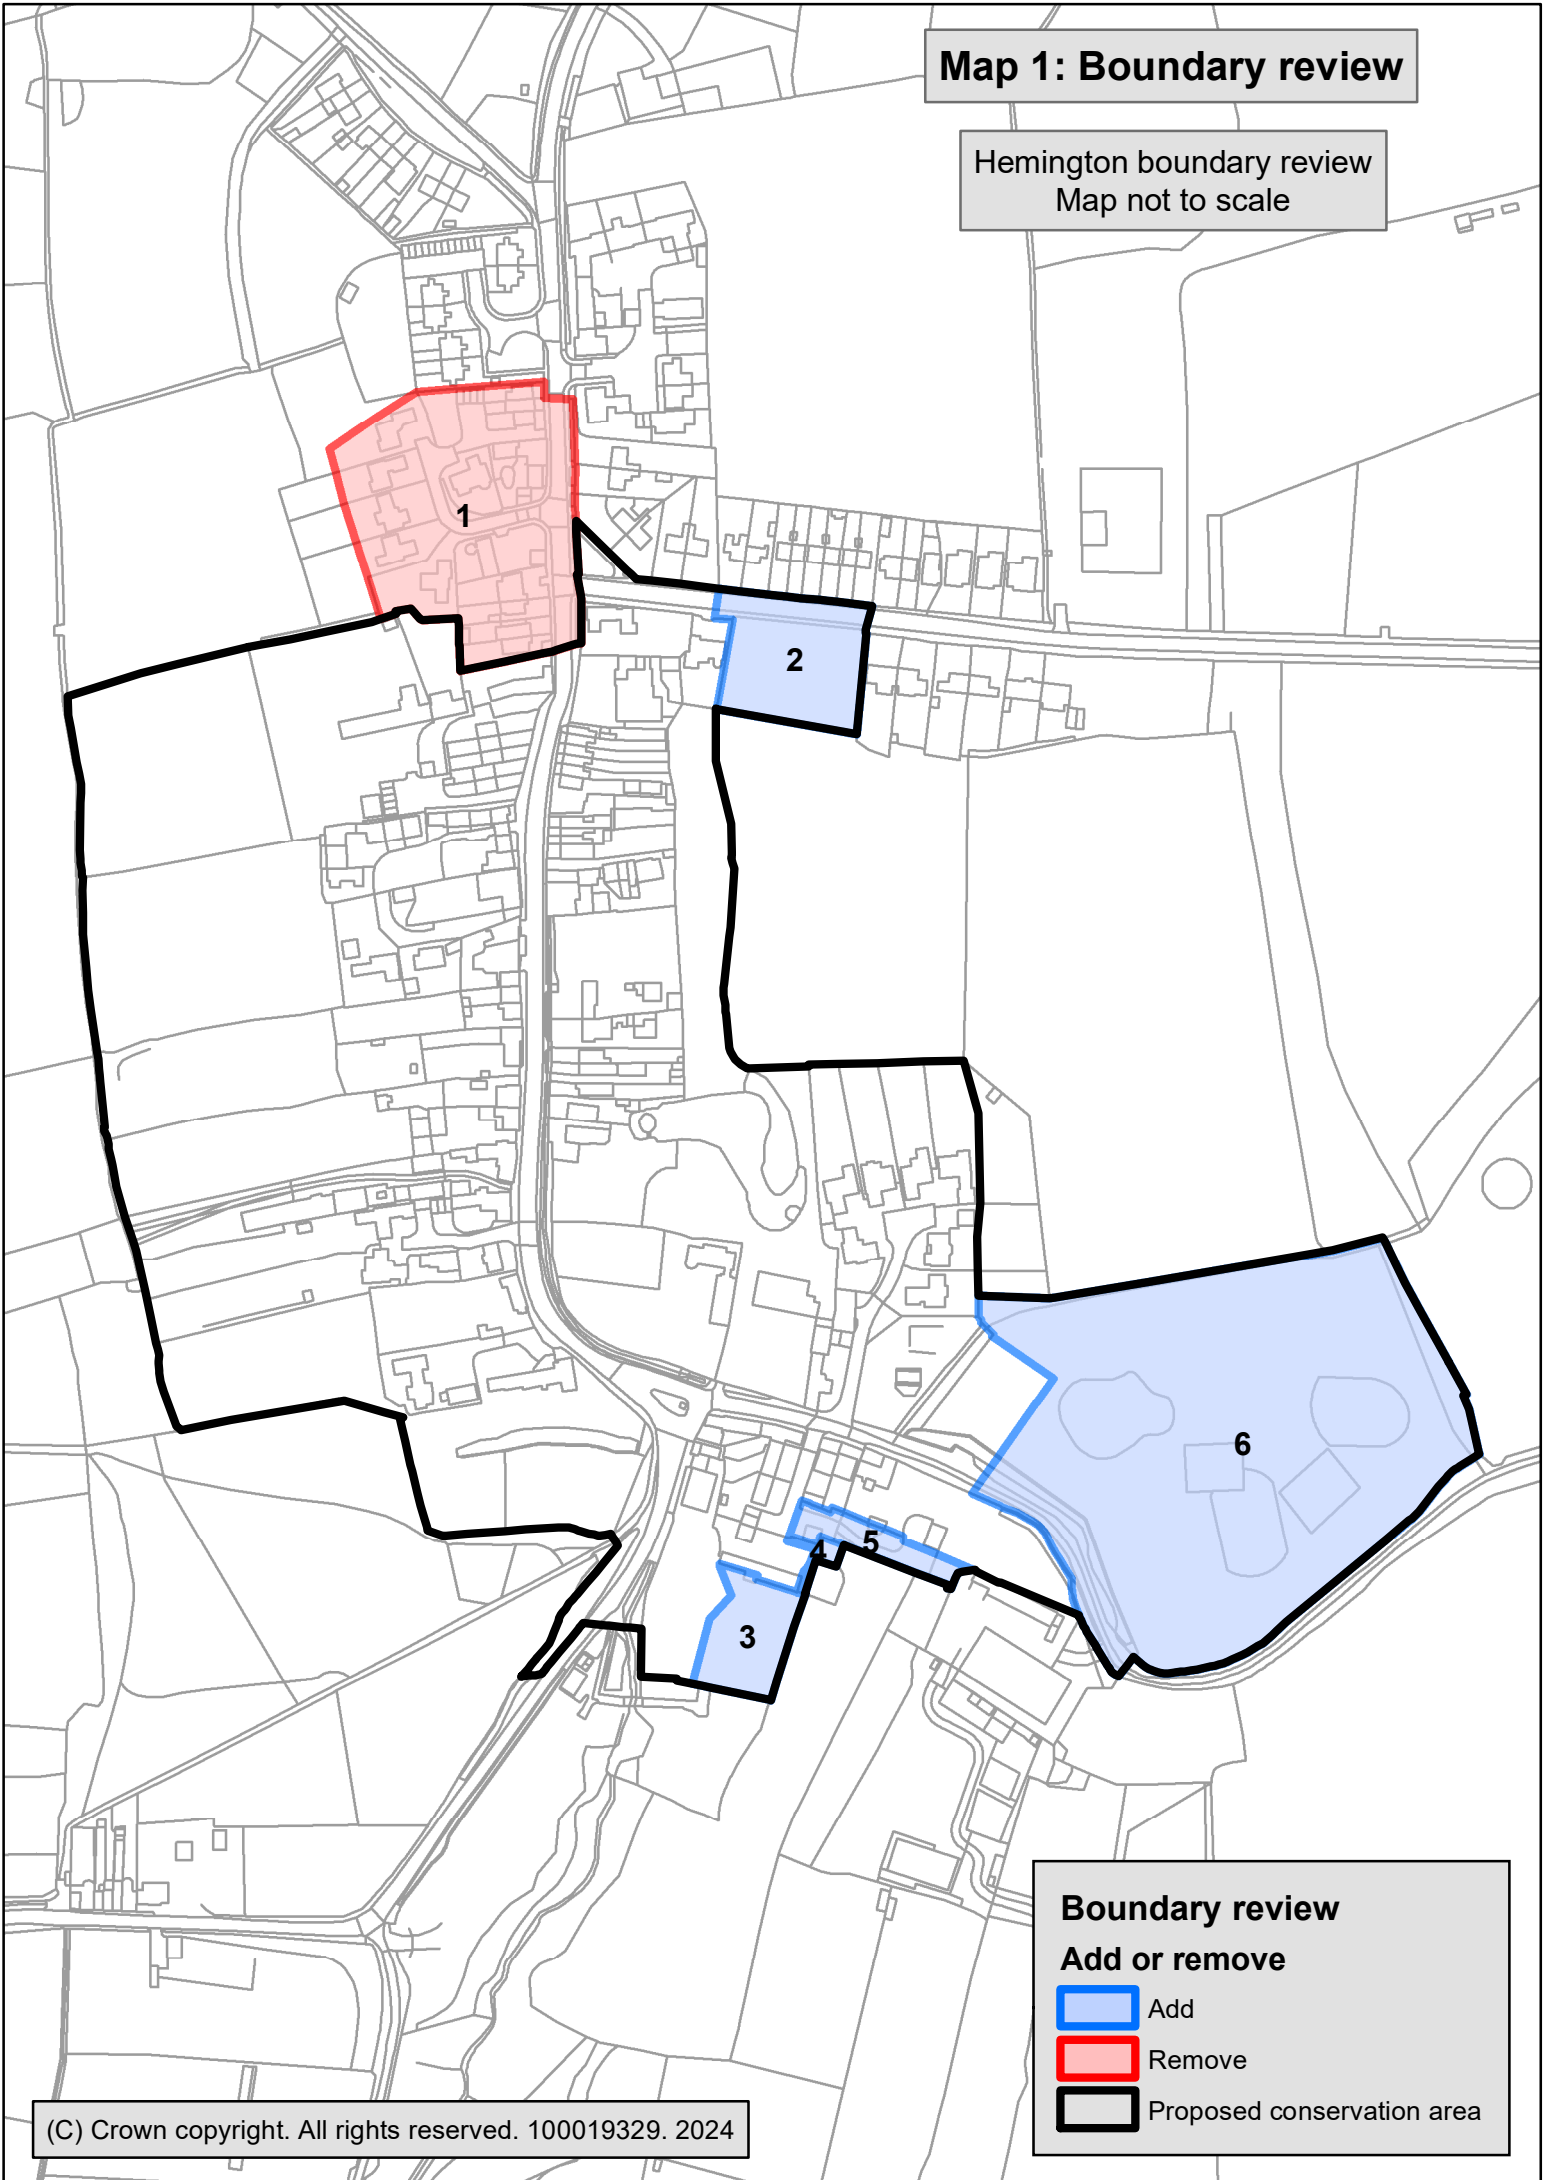 Map 1: Boundary review
Hemington boundary review
Map not to scale
1
2
6
5
4
3
Boundary review
Add or remove
Add
Remove
Proposed conservation area
(C) Crown copyright. All rights reserved. 100019329. 2024